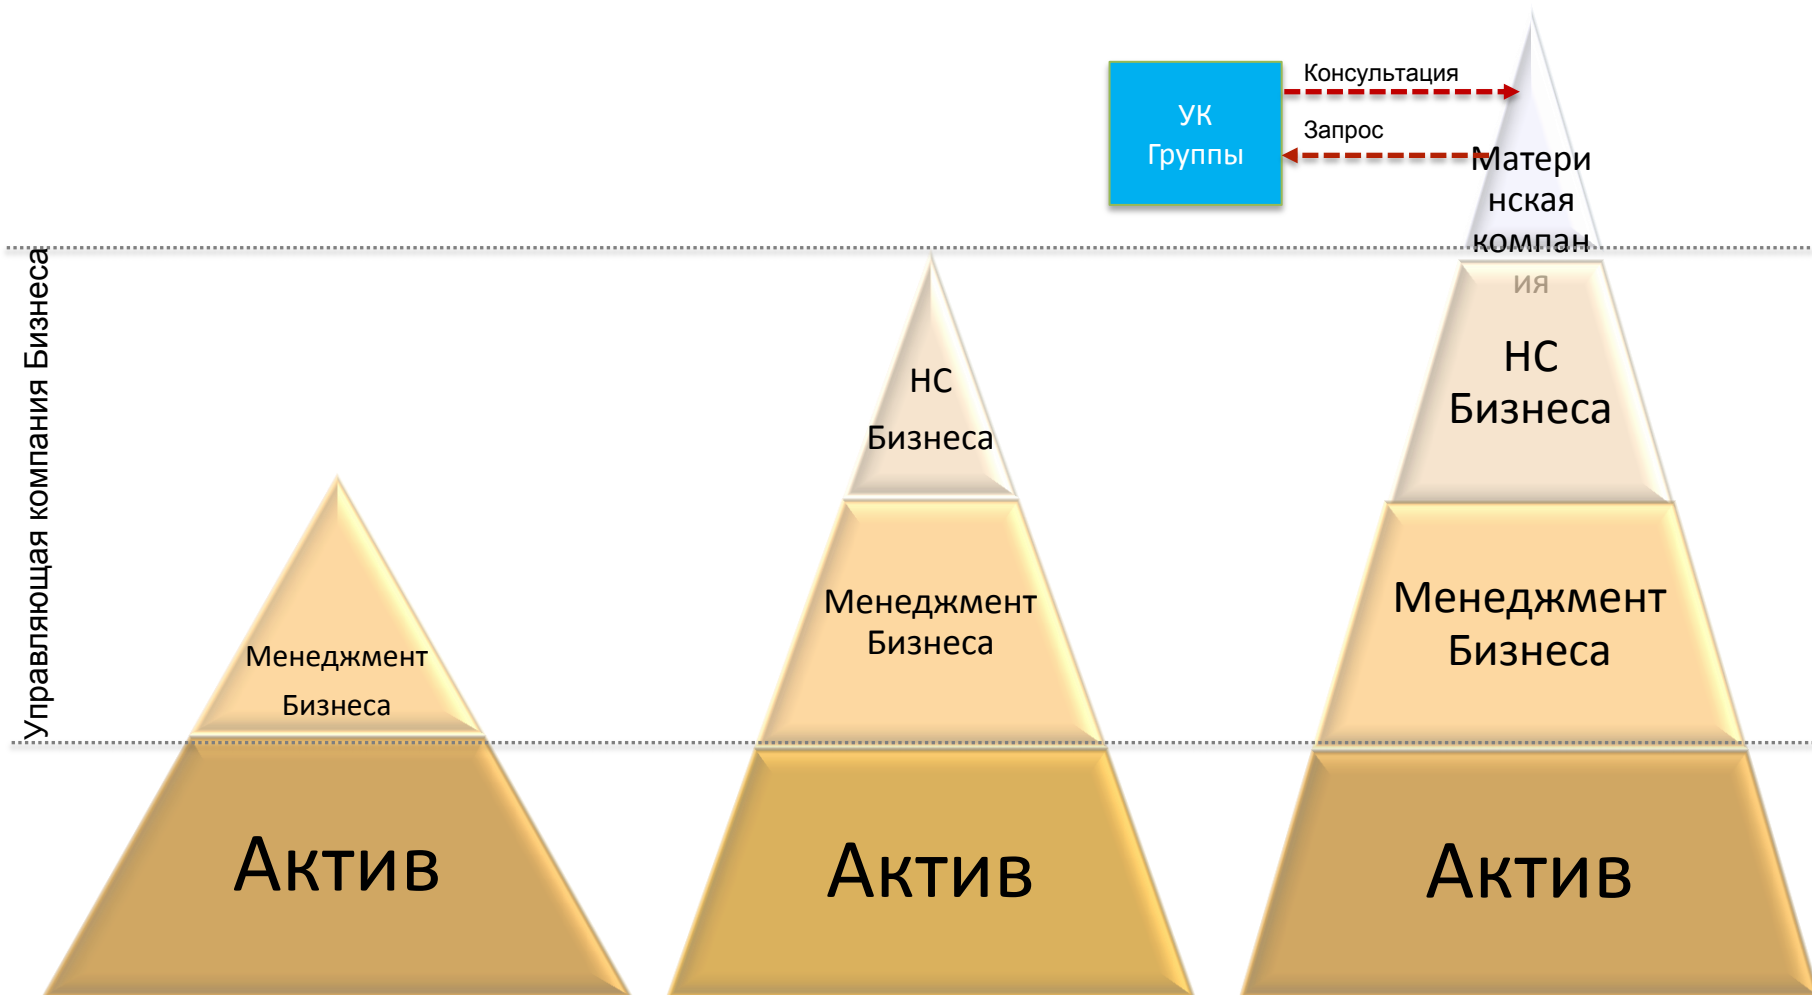 Консультация
УК
Группы
Запрос
Матери
нская
компан
ия
Управляющая компания Бизнеса
НС
Бизнеса
НС
Бизнеса
Менеджмент
Бизнеса
Менеджмент
Бизнеса
Менеджмент
Бизнеса
Актив
Актив
Актив